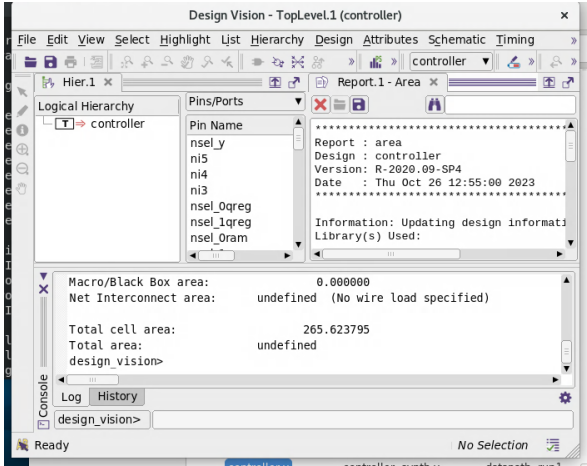 Design Vision - TopLevel.1 (controller)
File Edit View Select Highlight List Hierarchy Design Attributes Schematic Timing »
» » controller » »
Hier.1 Report.1 - Area
Logical Hierarchy
controller
Pins/Ports
Pin Name
nsel_y
ni5
ni4
ni3
nsel_0qreg
nsel_1qreg
nsel_0ram
****************************************
Report : area
Design : controller
Version: R-2020.09-SP4
Date   : Thu Oct 26 12:55:00 2023
****************************************
Information: Updating design informati
Library(s) Used:
Macro/Black Box area: 0.000000
Net Interconnect area: undefined (No wire load specified)
Total cell area: 265.623795
Total area: undefined
design_vision>
Console
Log History
design_vision>
Ready No Selection